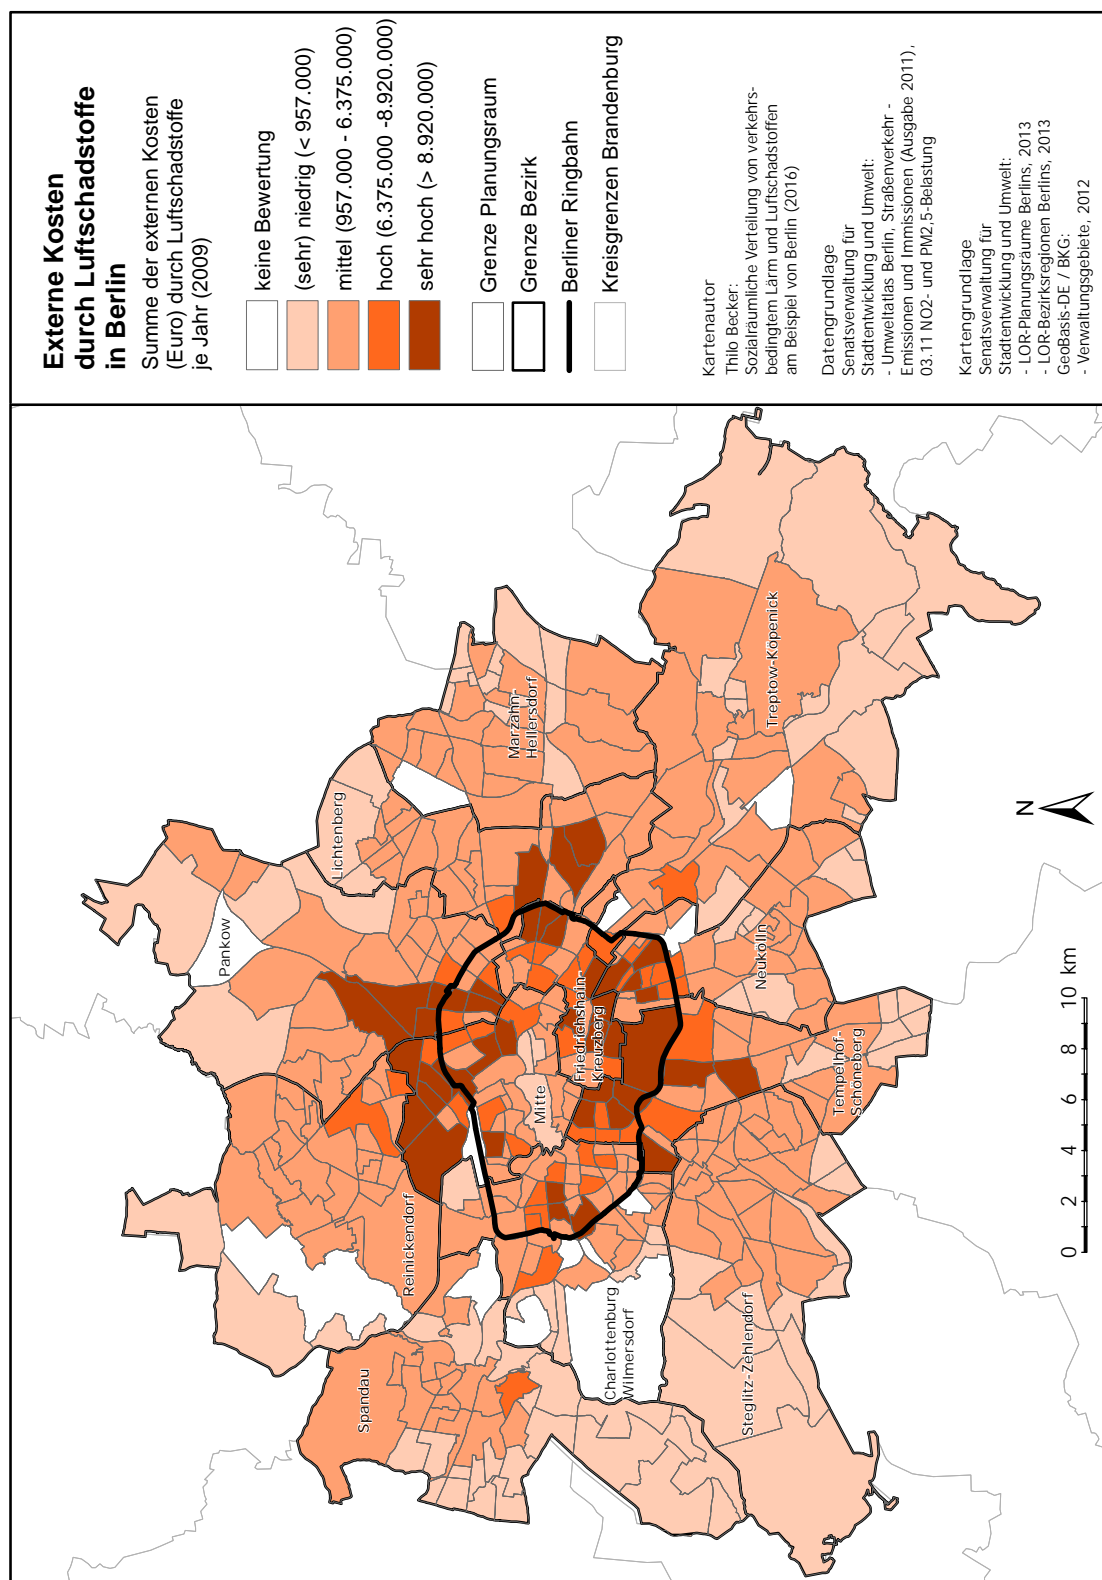 Externe Kosten
durch Luftschadstoffe
in Berlin
Summe der externen Kosten
(Euro) durch Luftschadstoffe
je Jahr (2009)
keine Bewertung
(sehr) niedrig (< 957.000)
mittel (957.000 - 6.375.000)
hoch (6.375.000 -8.920.000)
sehr hoch (> 8.920.000)
Grenze Planungsraum
Grenze Bezirk
Berliner Ringbahn
Kreisgrenzen Brandenburg
Kartenautor
Thilo Becker:
Sozialräumliche Verteilung von verkehrs-
bedingtem Lärm und Luftschadstoffen
am Beispiel von Berlin (2016)
Datengrundlage
Senatsverwaltung für
Stadtentwicklung und Umwelt:
- Umweltatlas Berlin, Straßenverkehr -
Emissionen und Immissionen (Ausgabe 2011),
03.11 NO2- und PM2,5-Belastung
Kartengrundlage
Senatsverwaltung für
Stadtentwicklung und Umwelt:
- LOR-Planungsräume Berlins, 2013
- LOR-Bezirksregionen Berlins, 2013
GeoBasis-DE / BKG:
- Verwaltungsgebiete, 2012
Pankow
Lichtenberg
Reinickendorf
Spandau
Marzahn-
Hellersdorf
Mitte
Friedrichshain-
Kreuzberg
Charlottenburg
Wilmersdorf
Treptow-Köpenick
Neukölln
Steglitz-Zehlendorf
Tempelhof-
Schöneberg
N
0 2 4 6 8 10 km